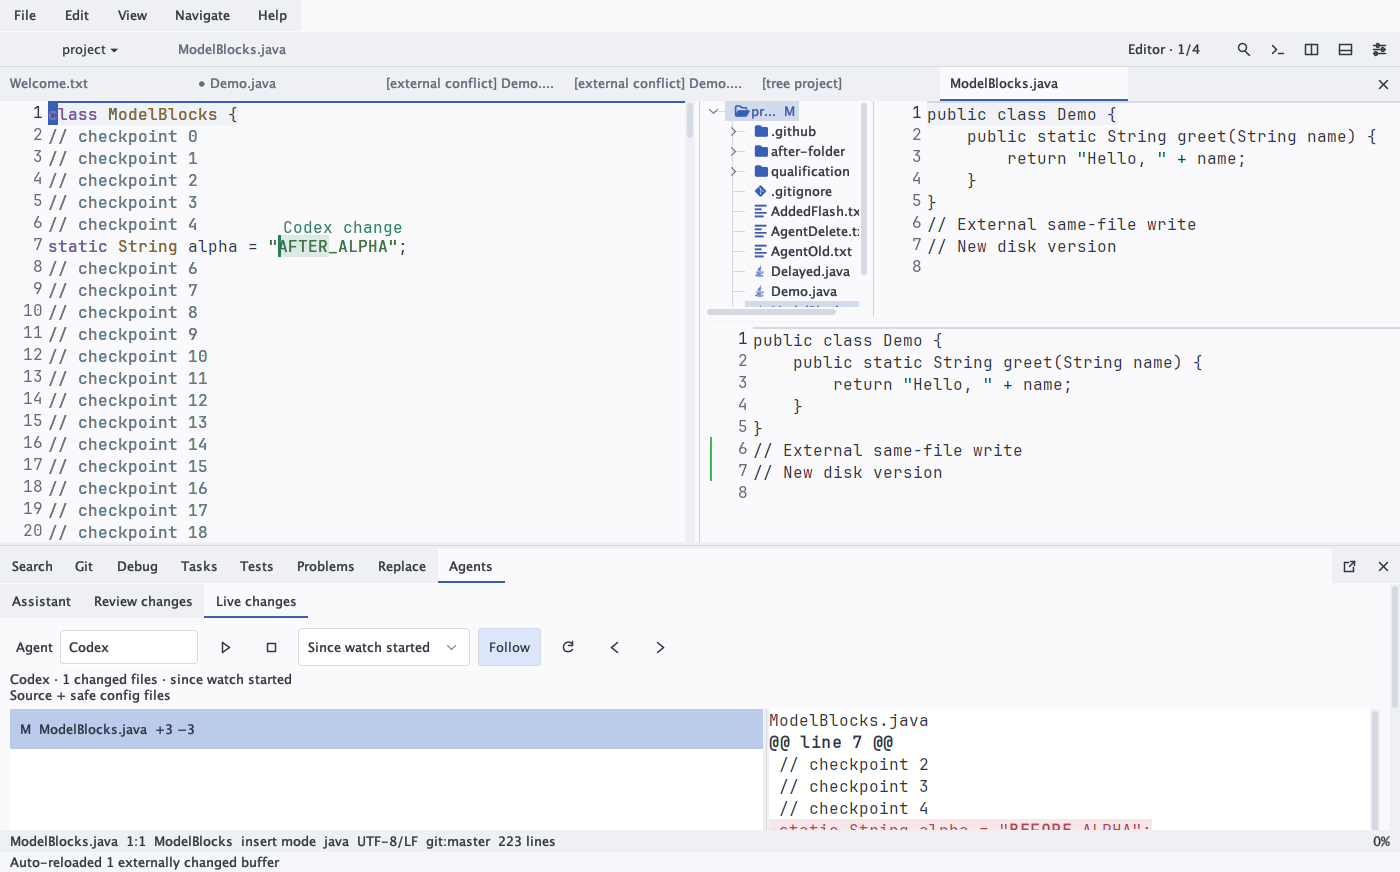 File Edit View Navigate Help
project ModelBlocks.java Editor · 1/4
Welcome.txt • Demo.java [external conflict] Demo.... [external conflict] Demo.... [tree project] ModelBlocks.java
1 class ModelBlocks {
2 // checkpoint 0
3 // checkpoint 1
4 // checkpoint 2
5 // checkpoint 3
6 // checkpoint 4
Codex change
7 static String alpha = "AFTER_ALPHA";
8 // checkpoint 6
9 // checkpoint 7
10 // checkpoint 8
11 // checkpoint 9
12 // checkpoint 10
13 // checkpoint 11
14 // checkpoint 12
15 // checkpoint 13
16 // checkpoint 14
17 // checkpoint 15
18 // checkpoint 16
19 // checkpoint 17
20 // checkpoint 18
pr... M
.github
after-folder
qualification
.gitignore
AddedFlash.tx
AgentDelete.t
AgentOld.txt
Delayed.java
Demo.java
1 public class Demo {
2 public static String greet(String name) {
3 return "Hello, " + name;
4 }
5 }
6 // External same-file write
7 // New disk version
8
1 public class Demo {
2 public static String greet(String name) {
3 return "Hello, " + name;
4 }
5 }
6 // External same-file write
7 // New disk version
8
Search Git Debug Tasks Tests Problems Replace Agents
Assistant Review changes Live changes
Agent Codex Since watch started Follow
Codex · 1 changed files · since watch started
Source + safe config files
M ModelBlocks.java +3 −3
ModelBlocks.java
@@ line 7 @@
// checkpoint 2
// checkpoint 3
// checkpoint 4
static String alpha = "BEFORE_ALPHA";
ModelBlocks.java 1:1 ModelBlocks insert mode java UTF-8/LF git:master 223 lines 0%
Auto-reloaded 1 externally changed buffer